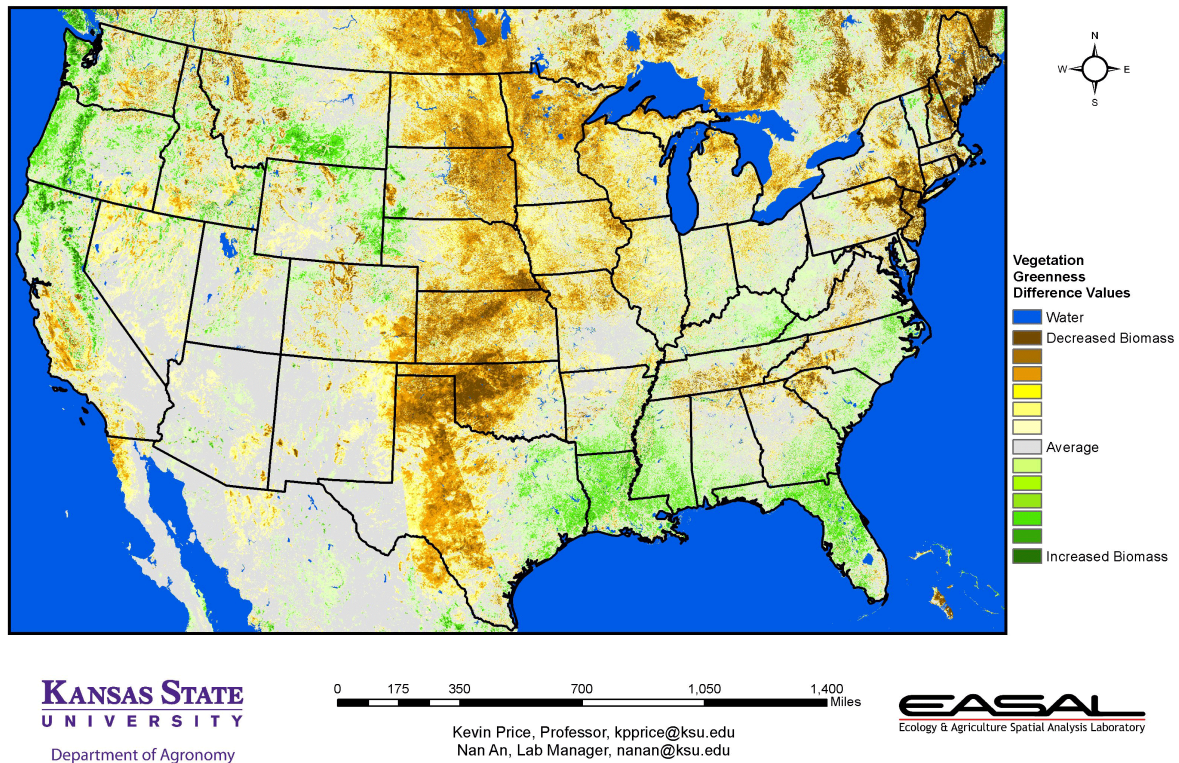 N
W
E
S
Vegetation
Greenness
Difference Values
Water
Decreased Biomass
Average
Increased Biomass
KANSAS STATE
UNIVERSITY
Department of Agronomy
0 175 350 700 1,050 1,400
Miles
Kevin Price, Professor, kpprice@ksu.edu
Nan An, Lab Manager, nanan@ksu.edu
EASAL
Ecology & Agriculture Spatial Analysis Laboratory